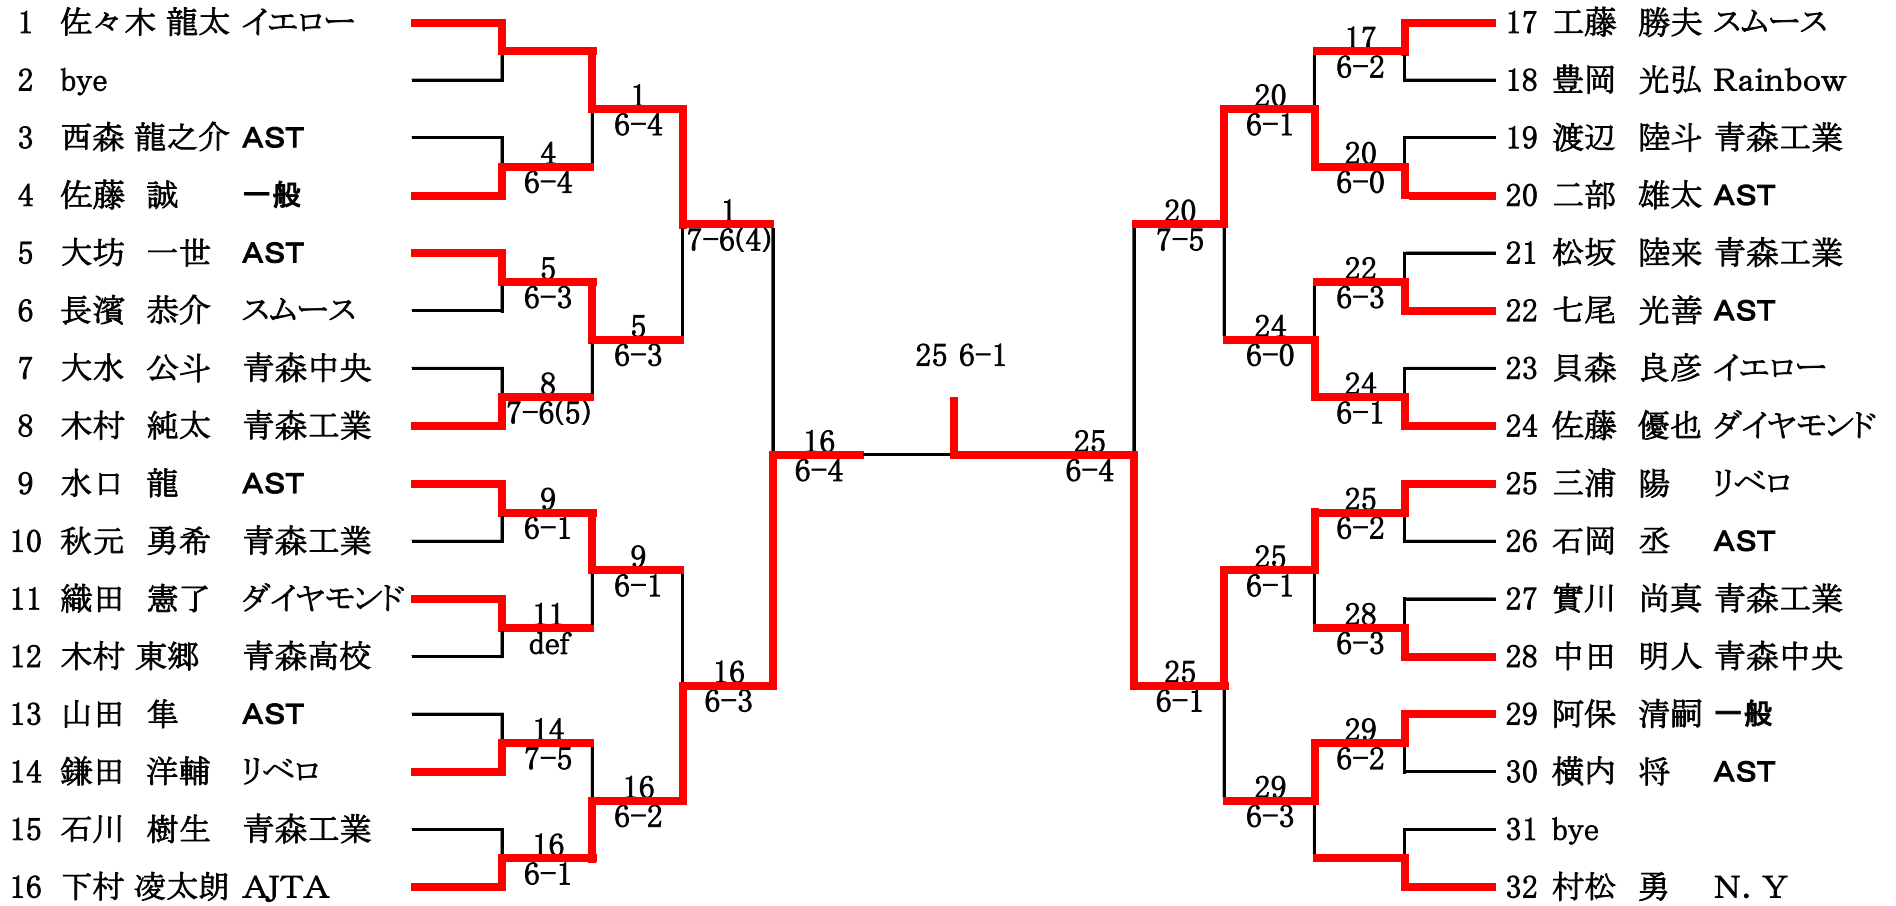 1 佐々木 龍太 イエロー
2 bye
3 西森 龍之介 AST
4 佐藤 誠 一般
5 大坊 一世 AST
6 長濱 恭介 スムース
7 大水 公斗 青森中央
8 木村 純太 青森工業
9 水口 龍 AST
10 秋元 勇希 青森工業
11 織田 憲了 ダイヤモンド
12 木村 東郷 青森高校
13 山田 隼 AST
14 鎌田 洋輔 リベロ
15 石川 樹生 青森工業
16 下村 凌太朗 AJTA
4
6-4
5
6-3
8
7-6(5)
9
6-1
11
def
14
7-5
16
6-1
1
6-4
5
6-3
9
6-1
16
6-2
1
7-6(4)
16
6-3
16
6-4
25 6-1
25
6-4
20
7-5
25
6-1
20
6-1
24
6-0
25
6-1
29
6-3
17
6-2
20
6-0
22
6-3
24
6-1
25
6-2
28
6-3
29
6-2
17 工藤 勝夫 スムース
18 豊岡 光弘 Rainbow
19 渡辺 陸斗 青森工業
20 二部 雄太 AST
21 松坂 陸来 青森工業
22 七尾 光善 AST
23 貝森 良彦 イエロー
24 佐藤 優也 ダイヤモンド
25 三浦 陽 リベロ
26 石岡 丞 AST
27 實川 尚真 青森工業
28 中田 明人 青森中央
29 阿保 清嗣 一般
30 横内 将 AST
31 bye
32 村松 勇 N. Y